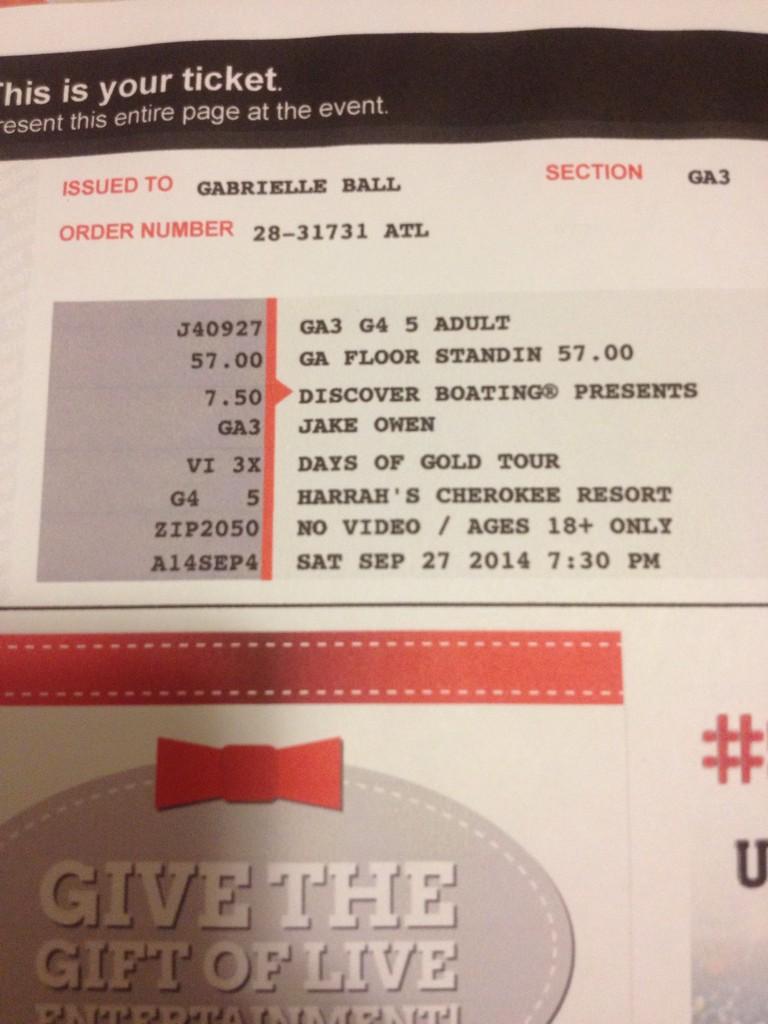 This is your ticket.
resent this entire page at the event.
ISSUED TO GABRIELLE BALL SECTION GA3
ORDER NUMBER 28-31731 ATL
J40927 GA3 G4 5 ADULT
57.00 GA FLOOR STANDIN 57.00
7.50 DISCOVER BOATING® PRESENTS
GA3 JAKE OWEN
VI 3X DAYS OF GOLD TOUR
G4 5 HARRAH'S CHEROKEE RESORT
ZIP2050 NO VIDEO / AGES 18+ ONLY
A14SEP4 SAT SEP 27 2014 7:30 PM
GIVE THE
GIFT OF LIVE
ENTERTAINMENT!
#
U